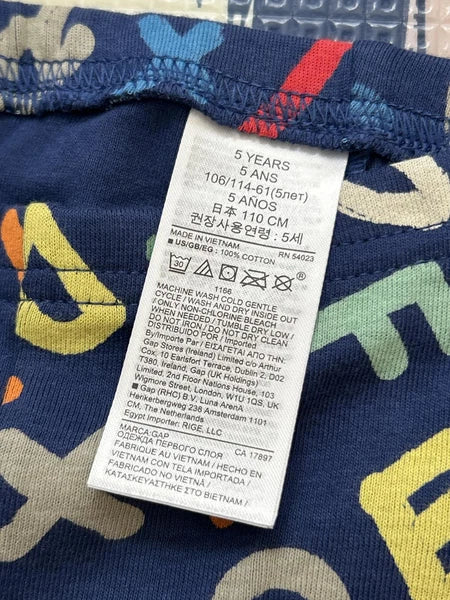 5 YEARS
5 ANS
106/114-61(5лет)
5 AÑOS
日本 110 CM
권장사용연령 : 5세
MADE IN VIETNAM RN 54023
■ US/GB/EG : 100% COTTON
30
1166
MACHINE WASH COLD GENTLE
CYCLE / WASH AND DRY INSIDE OUT
/ ONLY NON-CHLORINE BLEACH
WHEN NEEDED / TUMBLE DRY LOW /
DO NOT IRON / DO NOT DRY CLEAN
DISTRIBUIDO POR / Imported
By / Importé Par / ΕΙΣΑΓΕΤΑΙ ΑΠΟ ΤΗΝ:
Gap Stores (Ireland) Limited c/o Arthur
Cox, 10 Earlsfort Terrace, Dublin 2, D02
T380, Ireland, Gap (UK Holdings)
Limited, 2nd Floor Nations House, 103
Wigmore Street, London, W1U 1QS, UK
■ Gap (RHC) B.V. Luna ArenA
Herikerbergweg 238 Amsterdam 1101
CM, The Netherlands
Egypt Importer: RIGE, LLC
MARCA:GAP
ОДЕЖДА ПЕРВОГО СЛОЯ CA 17897
FABRIQUE AU VIETNAM / HECHO EN
VIETNAM CON TELA IMPORTADA /
FABRICADO NO VIETNÃ /
ΚΑΤΑΣΚΕΥΑΣΤΗΚΕ ΣΤΟ ΒΙΕΤΝΑΜ